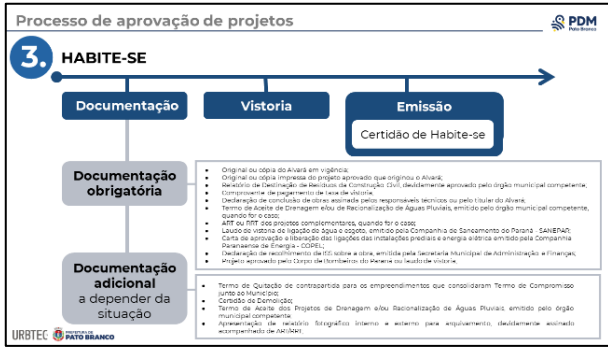 Processo de aprovação de projetos
PDM
Pato Branco
3.
HABITE-SE
Documentação
Vistoria
Emissão
Certidão de Habite-se
Documentação
obrigatória
• Original ou cópia do Alvará em vigência;
• Original ou cópia impressa do projeto aprovado que originou o Alvará;
• Relatório de Destinação de Resíduos da Construção Civil, devidamente aprovado pelo órgão municipal competente;
• Comprovante de pagamento de taxa de vistoria;
• Declaração de conclusão de obras assinada pelos responsáveis técnicos ou pelo titular do Alvará;
• Termo de Aceite de Drenagem e/ou de Racionalização de Águas Pluviais, emitido pelo órgão municipal competente,
quando for o caso;
• ART ou RRT dos projetos complementares, quando for o caso;
• Laudo de vistoria de ligação de água e esgoto, emitido pela Companhia de Saneamento do Paraná - SANEPAR;
• Carta de aprovação e liberação das ligações das instalações prediais e energia elétrica emitido pela Companhia
Paranaense de Energia - COPEL;
• Declaração de recolhimento de ISS sobre a obra, emitida pela Secretaria Municipal de Administração e Finanças;
• Projeto aprovado pelo Corpo de Bombeiros do Paraná ou laudo de vistoria;
Documentação
adicional
a depender da
situação
• Termo de Quitação de contrapartida para os empreendimentos que consolidaram Termo de Compromisso
junto ao Município;
• Certidão de Demolição;
• Termo de Aceite dos Projetos de Drenagem e/ou Racionalização de Águas Pluviais, emitido pelo órgão
municipal competente.
• Apresentação de relatório fotográfico interno e externo para arquivamento, devidamente assinado
acompanhado de ART/RRT;
URBTEC
PREFEITURA DE
PATO BRANCO